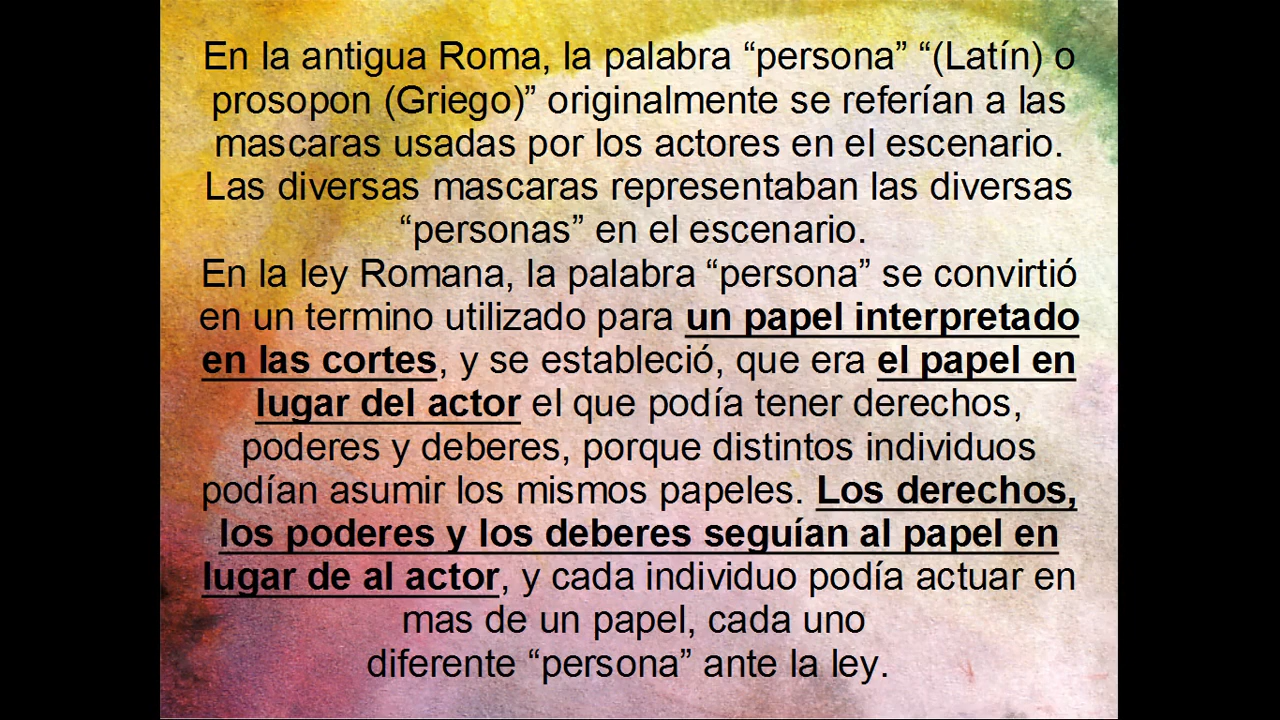 En la antigua Roma, la palabra “persona” “(Latín) o
prosopon (Griego)” originalmente se referían a las
mascaras usadas por los actores en el escenario.
Las diversas mascaras representaban las diversas
“personas” en el escenario.
En la ley Romana, la palabra “persona” se convirtió
en un termino utilizado para un papel interpretado
en las cortes, y se estableció, que era el papel en
lugar del actor el que podía tener derechos,
poderes y deberes, porque distintos individuos
podían asumir los mismos papeles. Los derechos,
los poderes y los deberes seguían al papel en
lugar de al actor, y cada individuo podía actuar en
mas de un papel, cada uno
diferente “persona” ante la ley.